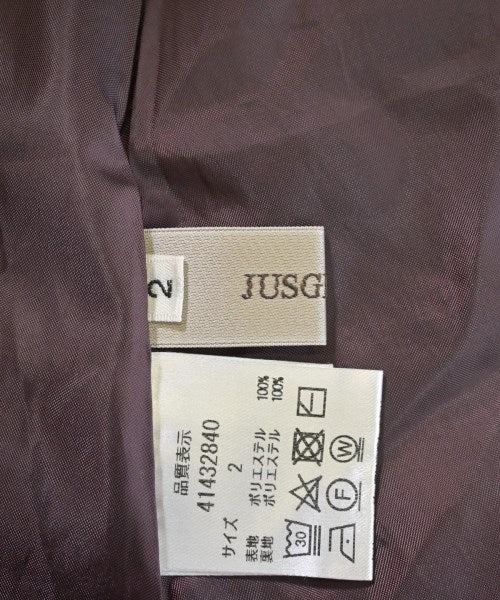 2
JUSGL
品質表示
41432840
サイズ 2
表地 ポリエステル 100%
裏地 ポリエステル 100%
30
W
F